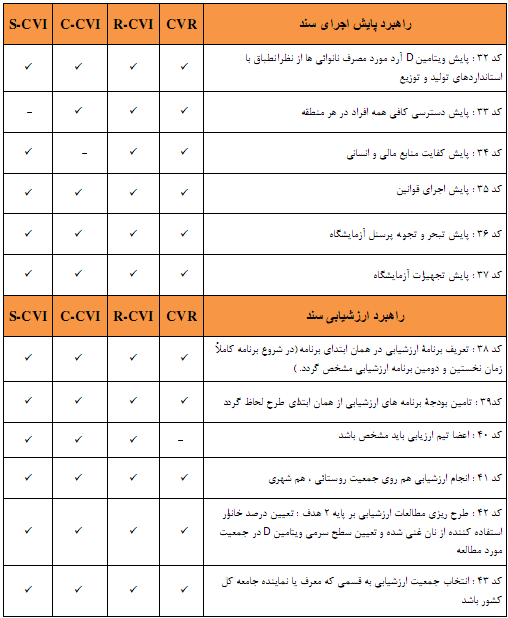 راهبرد پایش اجرای سند CVR R-CVI C-CVI S-CVI
کد ۳۲ : پایش ویتامین D آرد مورد مصرف نانوائی ها از نظرانطباق با
استانداردهای تولید و توزیع ✓ ✓ ✓ ✓
کد ۳۳ : پایش دسترسی کافی همه افراد در هر منطقه ✓ ✓ ✓ –
کد ۳۴ : پایش کفایت منابع مالی و انسانی ✓ ✓ – ✓
کد ۳۵ : پایش اجرای قوانین ✓ ✓ ✓ ✓
کد ۳۶ : پایش تبحر و تجربه پرسنل آزمایشگاه ✓ ✓ ✓ ✓
کد ۳۷ : پایش تجهیزات آزمایشگاه ✓ ✓ ✓ ✓
راهبرد ارزشیابی سند CVR R-CVI C-CVI S-CVI
کد ۳۸ : تعریف برنامۀ ارزشیابی در همان ابتدای برنامه (در شروع برنامه کاملاً
زمان نخستین و دومین برنامه ارزشیابی مشخص گردد. ) ✓ ✓ ✓ ✓
کد۳۹ : تامین بودجۀ برنامه های ارزشیابی از همان ابتدای طرح لحاظ گردد ✓ ✓ ✓ ✓
کد ۴۰ : اعضا تیم ارزیابی باید مشخص باشد – ✓ ✓ ✓
کد ۴۱ : انجام ارزشیابی هم روی جمعیت روستائی ، هم شهری ✓ ✓ ✓ ✓
کد ۴۲ : طرح ریزی مطالعات ارزشیابی بر پایه ۲ هدف : تعیین درصد خانوار
استفاده کننده از نان غنی شده و تعیین سطح سرمی ویتامین D در جمعیت
مورد مطالعه ✓ ✓ ✓ ✓
کد ۴۳ : انتخاب جمعیت ارزشیابی به قسمی که معرف یا نماینده جامعه کل
کشور باشد ✓ ✓ ✓ ✓